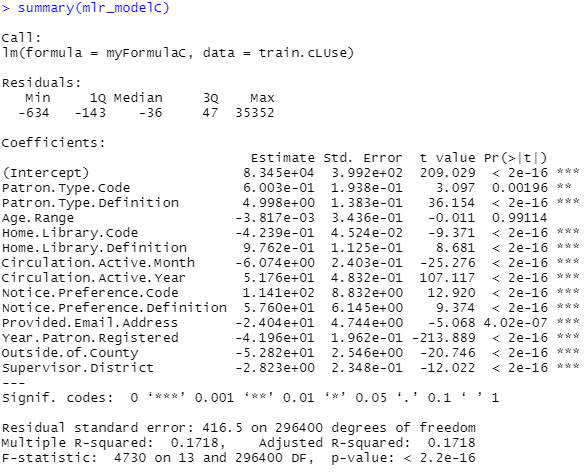 > summary(mlr_modelC)
Call:
lm(formula = myFormulaC, data = train.cLUse)
Residuals:
Min 1Q Median 3Q Max
-634 -143 -36 47 35352
Coefficients:
Estimate Std. Error t value Pr(>|t|)
(Intercept) 8.345e+04 3.992e+02 209.029 < 2e-16 ***
Patron.Type.Code 6.003e-01 1.938e-01 3.097 0.00196 **
Patron.Type.Definition 4.998e+00 1.383e-01 36.154 < 2e-16 ***
Age.Range -3.817e-03 3.436e-01 -0.011 0.99114
Home.Library.Code -4.239e-01 4.524e-02 -9.371 < 2e-16 ***
Home.Library.Definition 9.762e-01 1.125e-01 8.681 < 2e-16 ***
Circulation.Active.Month -6.074e+00 2.403e-01 -25.276 < 2e-16 ***
Circulation.Active.Year 5.176e+01 4.832e-01 107.117 < 2e-16 ***
Notice.Preference.Code 1.141e+02 8.832e+00 12.920 < 2e-16 ***
Notice.Preference.Definition 5.760e+01 6.145e+00 9.374 < 2e-16 ***
Provided.Email.Address -2.404e+01 4.744e+00 -5.068 4.02e-07 ***
Year.Patron.Registered -4.196e+01 1.962e-01 -213.889 < 2e-16 ***
Outside.of.County -5.282e+01 2.546e+00 -20.746 < 2e-16 ***
Supervisor.District -2.823e+00 2.348e-01 -12.022 < 2e-16 ***
---
Signif. codes: 0 ‘***’ 0.001 ‘**’ 0.01 ‘*’ 0.05 ‘.’ 0.1 ‘ ’ 1
Residual standard error: 416.5 on 296400 degrees of freedom
Multiple R-squared: 0.1718, Adjusted R-squared: 0.1718
F-statistic: 4730 on 13 and 296400 DF, p-value: < 2.2e-16